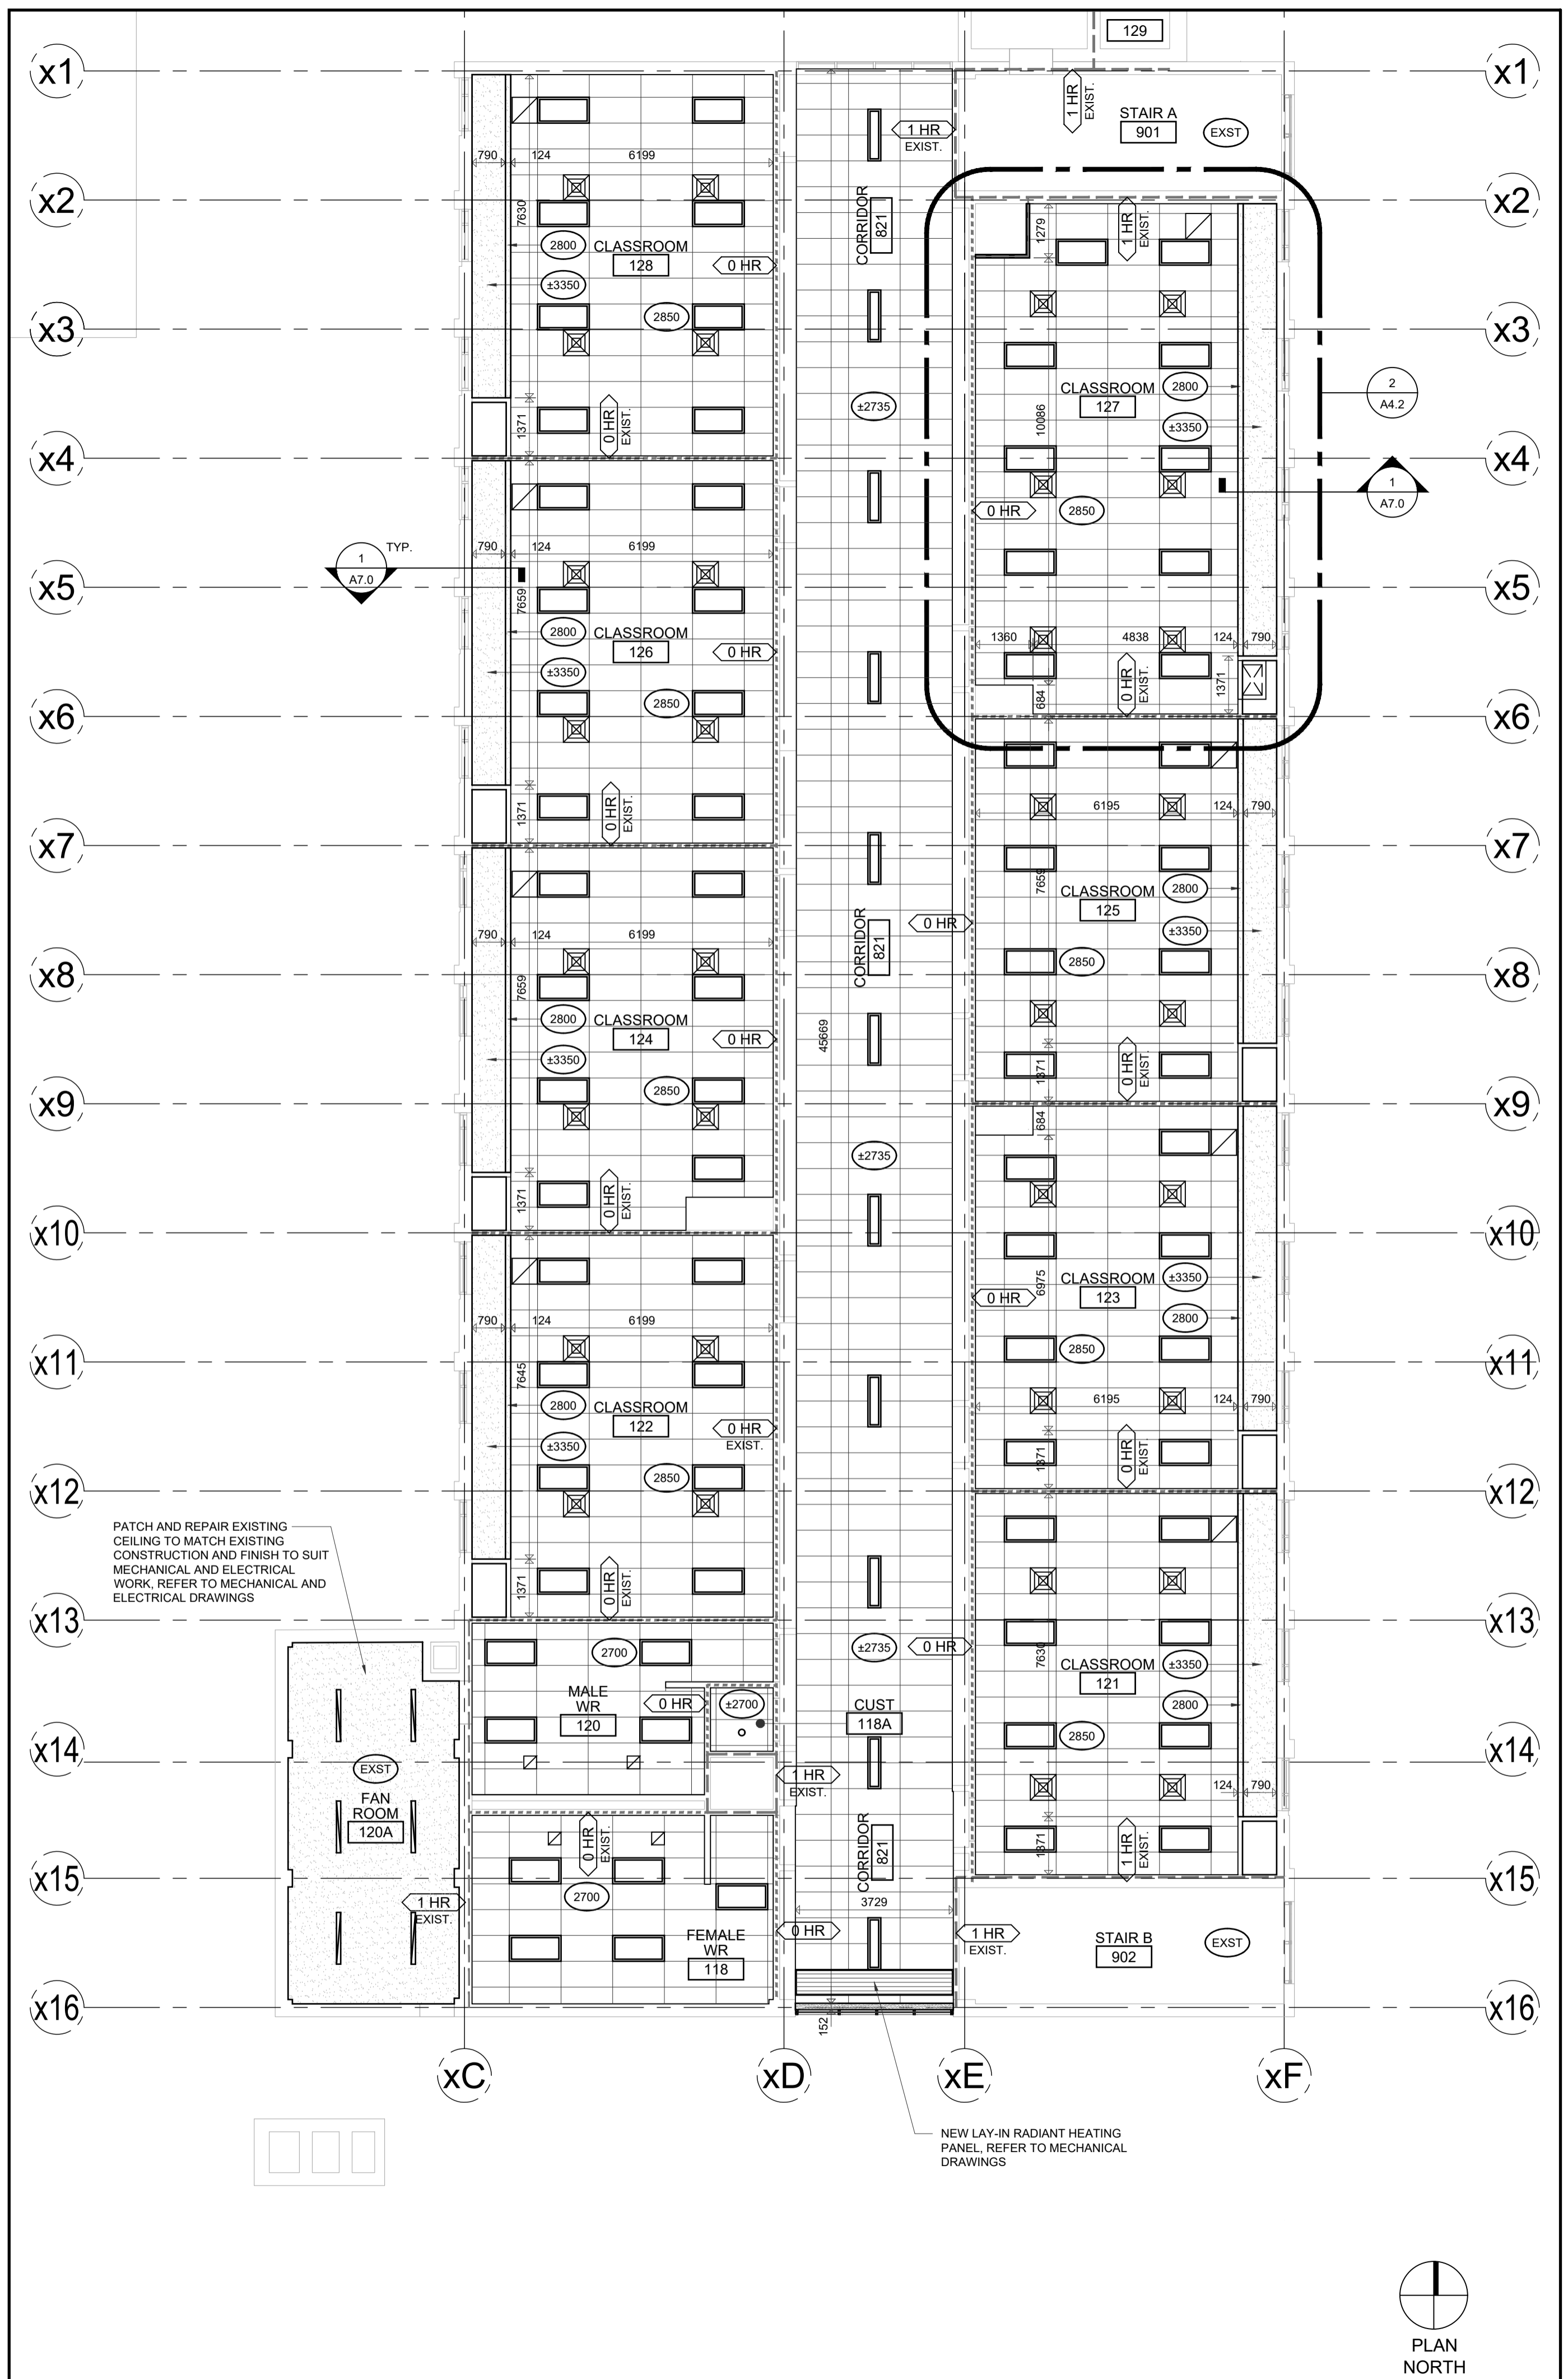 129
x1
x1
1 HR
EXIST.
STAIR A
901
EXST
1 HR
EXIST.
790
124
6199
x2
x2
CORRIDOR
821
7630
1279
1 HR
EXIST.
2800
CLASSROOM
128
0 HR
±3350
2850
x3
x3
CLASSROOM
127
2800
±3350
2
A4.2
±2735
10086
1371
0 HR
EXIST.
x4
x4
1
A7.0
0 HR
2850
790
124
6199
TYP.
1
A7.0
x5
x5
7659
2800
CLASSROOM
126
0 HR
±3350
2850
1360
4838
124
790
684
0 HR
EXIST.
1371
x6
x6
1371
0 HR
EXIST.
6195
124
790
x7
x7
7659
CLASSROOM
125
2800
±3350
2850
CORRIDOR
821
0 HR
790
124
6199
x8
x8
7659
2800
CLASSROOM
124
0 HR
±3350
2850
45669
1371
0 HR
EXIST.
x9
x9
684
±2735
1371
0 HR
EXIST.
x10
x10
6975
CLASSROOM
123
±3350
2800
0 HR
2850
790
124
6199
x11
x11
7645
2800
CLASSROOM
122
0 HR
EXIST.
±3350
2850
6195
124
790
1371
0 HR
EXIST.
x12
x12
PATCH AND REPAIR EXISTING
CEILING TO MATCH EXISTING
CONSTRUCTION AND FINISH TO SUIT
MECHANICAL AND ELECTRICAL
WORK, REFER TO MECHANICAL AND
ELECTRICAL DRAWINGS
1371
0 HR
EXIST.
x13
x13
2700
±2735
0 HR
7630
CLASSROOM
121
±3350
2800
2850
MALE
WR
120
0 HR
±2700
CUST
118A
x14
x14
EXST
FAN
ROOM
120A
1 HR
EXIST.
124
790
0 HR
EXIST.
CORRIDOR
821
1371
1 HR
EXIST.
x15
x15
2700
1 HR
EXIST.
3729
FEMALE
WR
118
0 HR
1 HR
EXIST.
STAIR B
902
EXST
x16
x16
152
xC
xD
xE
xF
NEW LAY-IN RADIANT HEATING
PANEL, REFER TO MECHANICAL
DRAWINGS
PLAN
NORTH